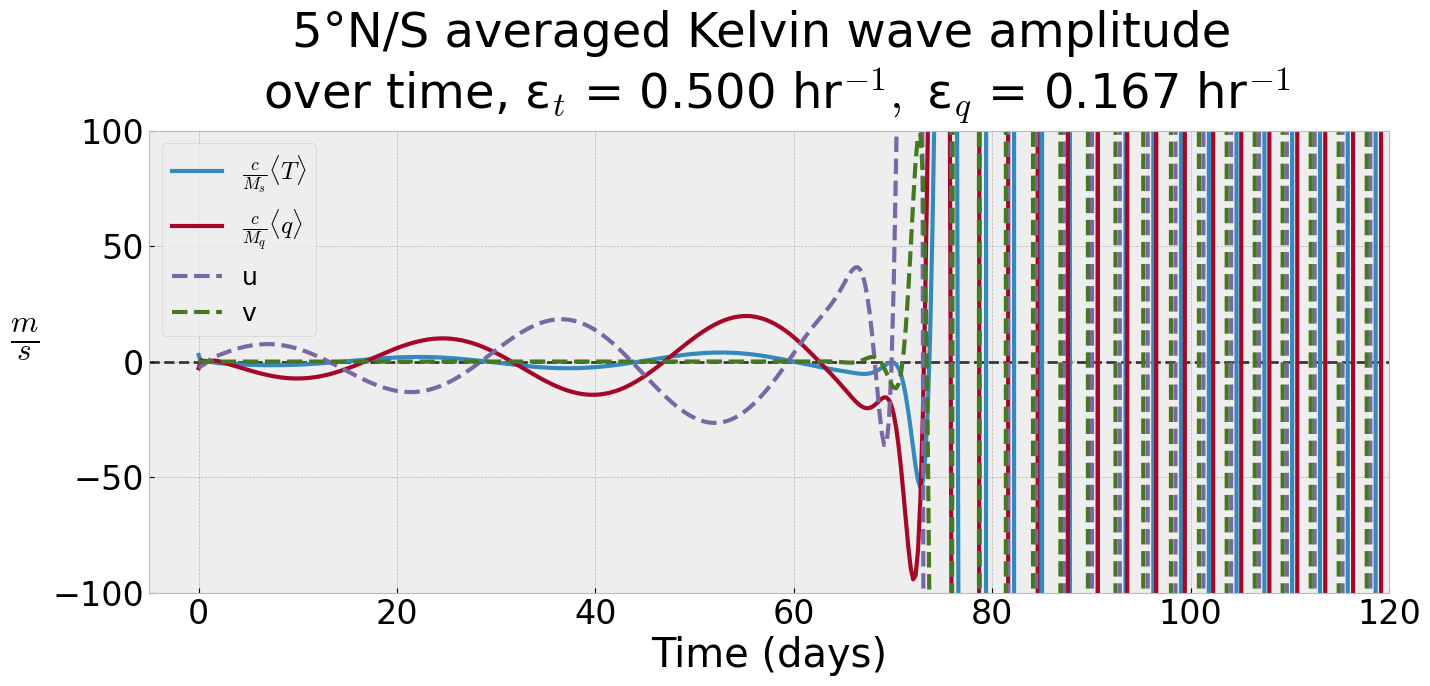 5°N/S averaged Kelvin wave amplitude
over time, ε_t = 0.500 hr⁻¹, ε_q = 0.167 hr⁻¹
100
50
0
−50
−100
m/s
c/M_s ⟨T⟩
c/M_q ⟨q⟩
u
v
0 20 40 60 80 100 120
Time (days)